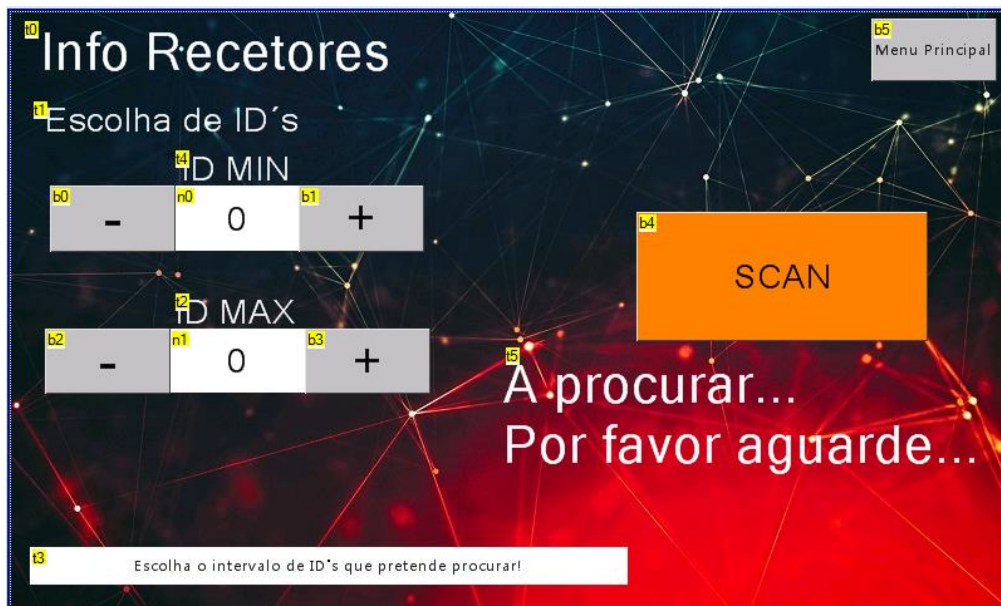 t0
Info Recetores
b5
Menu Principal
t1
Escolha de ID´s
t4
ID MIN
b0
-
n0
0
b1
+
b4
SCAN
t2
ID MAX
b2
-
n1
0
b3
+
t5
A procurar...
Por favor aguarde...
t3
Escolha o intervalo de ID's que pretende procurar!